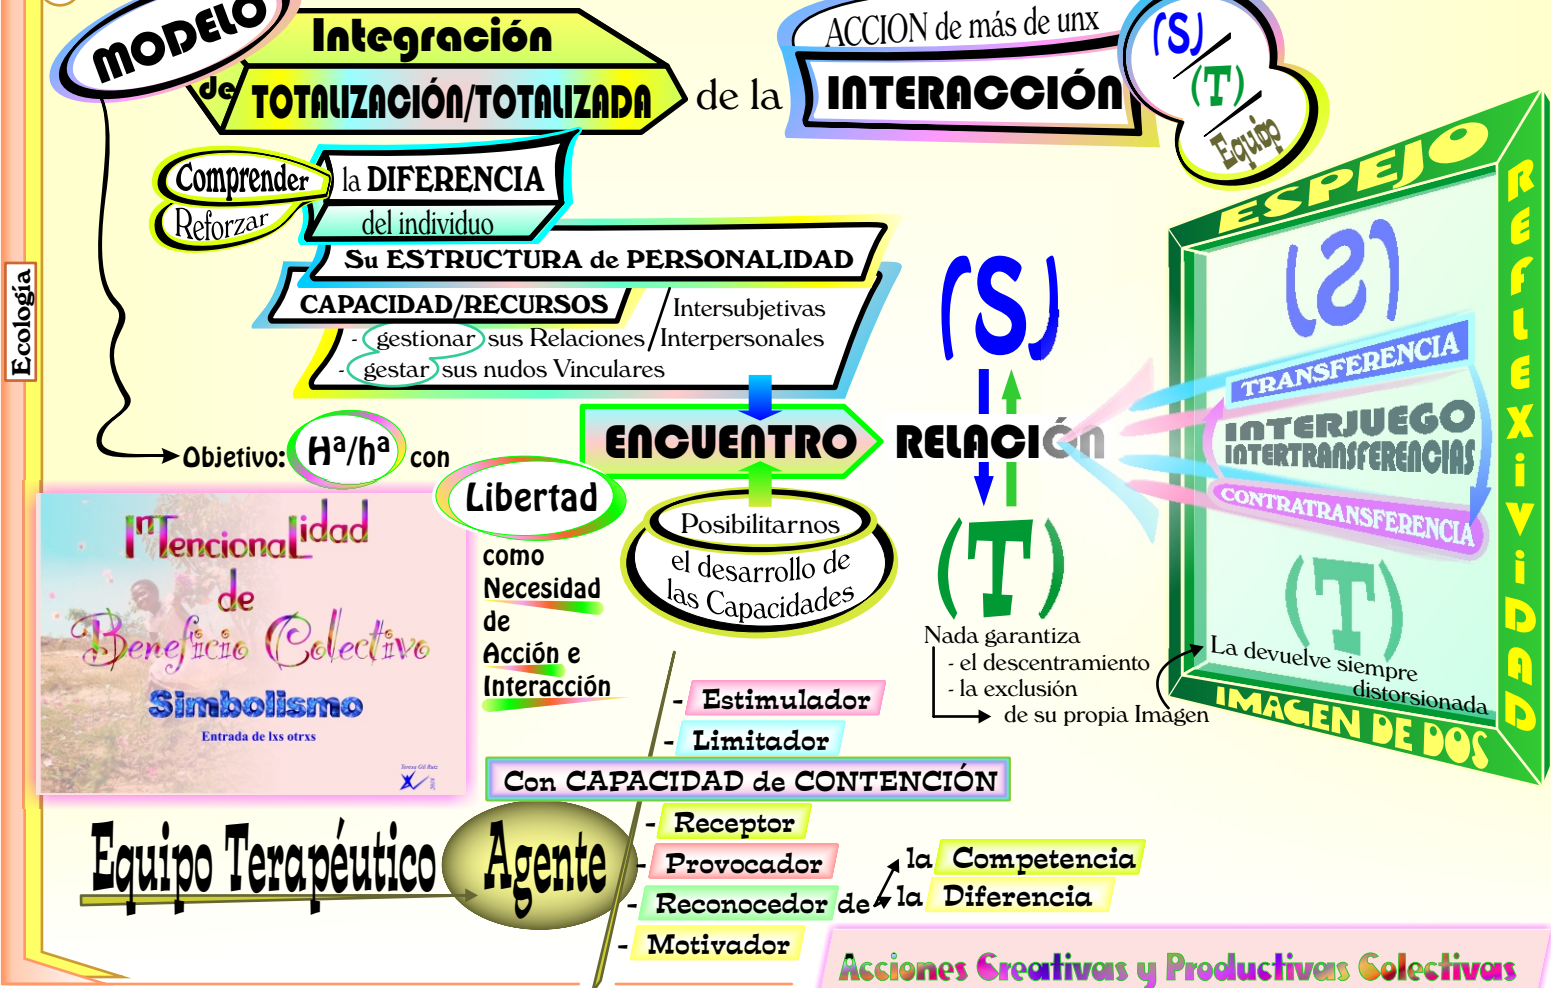 MODELO
Integración
de TOTALIZACIÓN/TOTALIZADA
de la
ACCION de más de unx
INTERACCIÓN
(S)
/
(T)
/
Equipo
Comprender
Reforzar
la DIFERENCIA
del individuo
Su ESTRUCTURA de PERSONALIDAD
CAPACIDAD/RECURSOS
- gestionar sus Relaciones / Intersubjetivas
Interpersonales
- gestar sus nudos Vinculares
Ecología
Objetivo: Hª/hª con
Libertad
como
Necesidad
de
Acción e
Interacción
ENCUENTRO
Posibilitarnos
el desarrollo de
las Capacidades
(S)
RELACIÓN
(T)
Nada garantiza
- el descentramiento
- la exclusión
de su propia Imagen
ESPEJO
REFLEXiViDAD
IMAGEN DE DOS
(S)
TRANSFERENCIA
INTERJUEGO
INTERTRANSFERENCIAS
CONTRATRANSFERENCIA
(T)
La devuelve siempre
distorsionada
InTencionaLidad
de
Beneficio Colectivo
Simbolismo
Entrada de lxs otrxs
Teresa Gil Ruiz
Equipo Terapéutico
Agente
- Estimulador
- Limitador
Con CAPACIDAD de CONTENCIÓN
- Receptor
- Provocador
- Reconocedor de
la Competencia
la Diferencia
- Motivador
Acciones Creativas y Productivas Colectivas